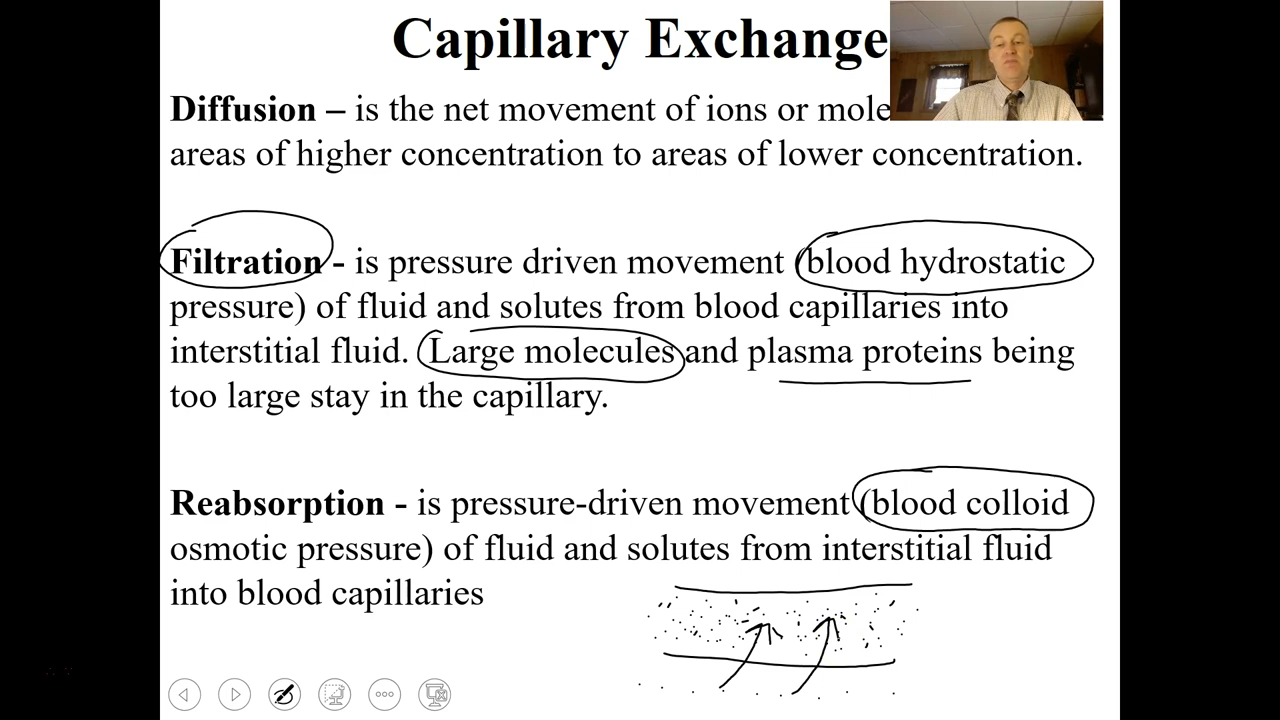 Capillary Exchange
Diffusion – is the net movement of ions or mole
areas of higher concentration to areas of lower concentration.
Filtration - is pressure driven movement (blood hydrostatic
pressure) of fluid and solutes from blood capillaries into
interstitial fluid. Large molecules and plasma proteins being
too large stay in the capillary.
Reabsorption - is pressure-driven movement (blood colloid
osmotic pressure) of fluid and solutes from interstitial fluid
into blood capillaries